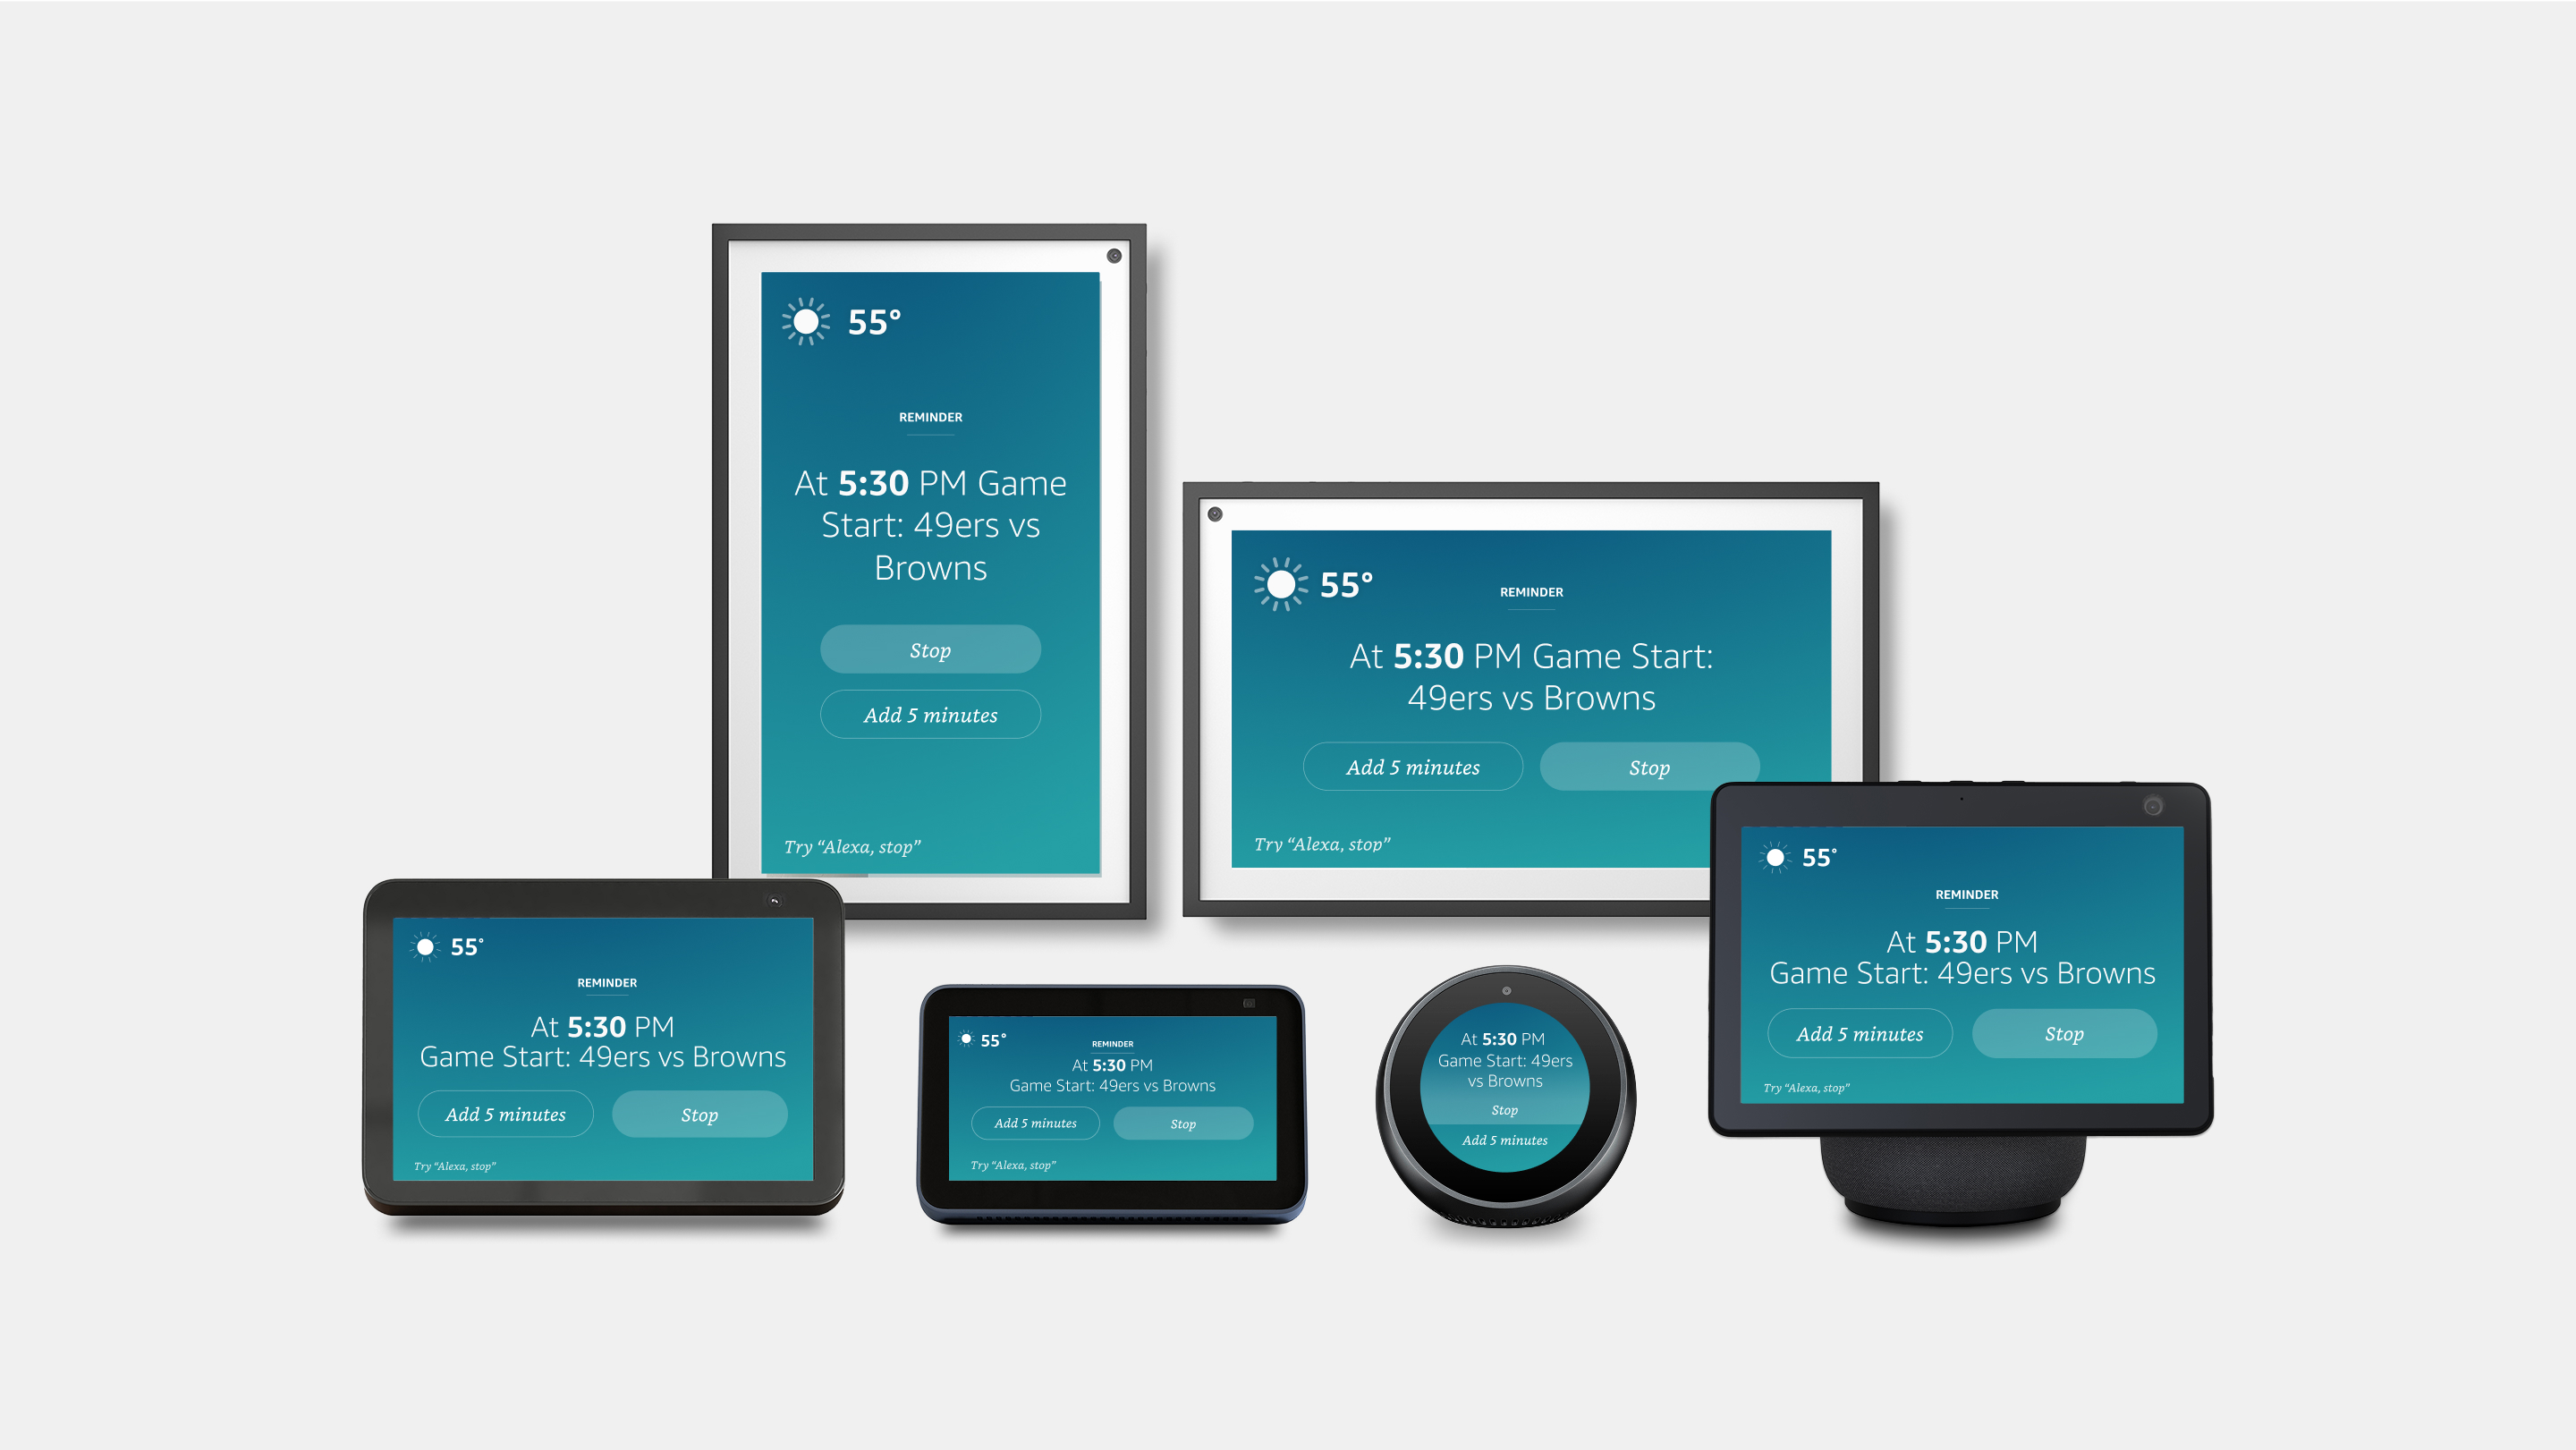 55°
REMINDER
At 5:30 PM Game
Start: 49ers vs
Browns
Stop
Add 5 minutes
Try “Alexa, stop”
55°
REMINDER
At 5:30 PM Game Start:
49ers vs Browns
Add 5 minutes
Stop
Try “Alexa, stop”
55°
REMINDER
At 5:30 PM
Game Start: 49ers vs Browns
Add 5 minutes
Stop
Try “Alexa, stop”
55°
REMINDER
At 5:30 PM
Game Start: 49ers vs Browns
Add 5 minutes
Stop
Try “Alexa, stop”
At 5:30 PM
Game Start: 49ers
vs Browns
Stop
Add 5 minutes
55°
REMINDER
At 5:30 PM
Game Start: 49ers vs Browns
Add 5 minutes
Stop
Try “Alexa, stop”